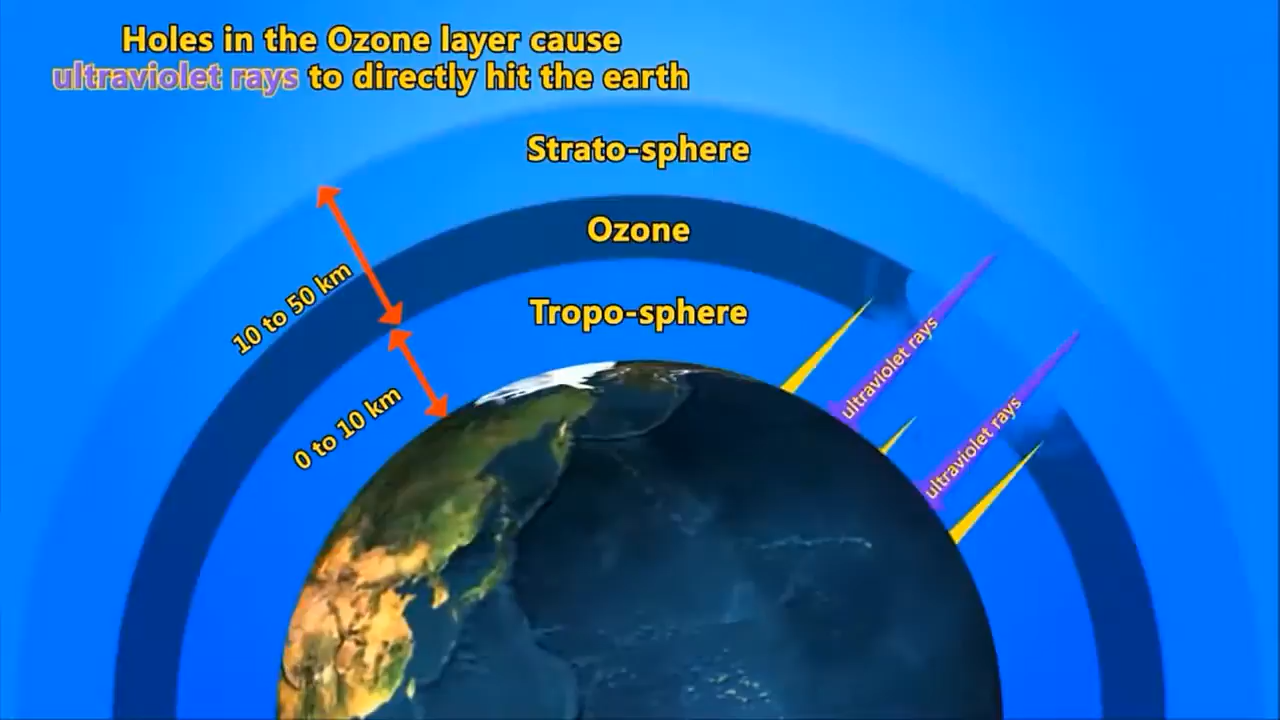 Holes in the Ozone layer cause
ultraviolet rays to directly hit the earth
Strato-sphere
Ozone
10 to 50 km
Tropo-sphere
0 to 10 km
ultraviolet rays
ultraviolet rays